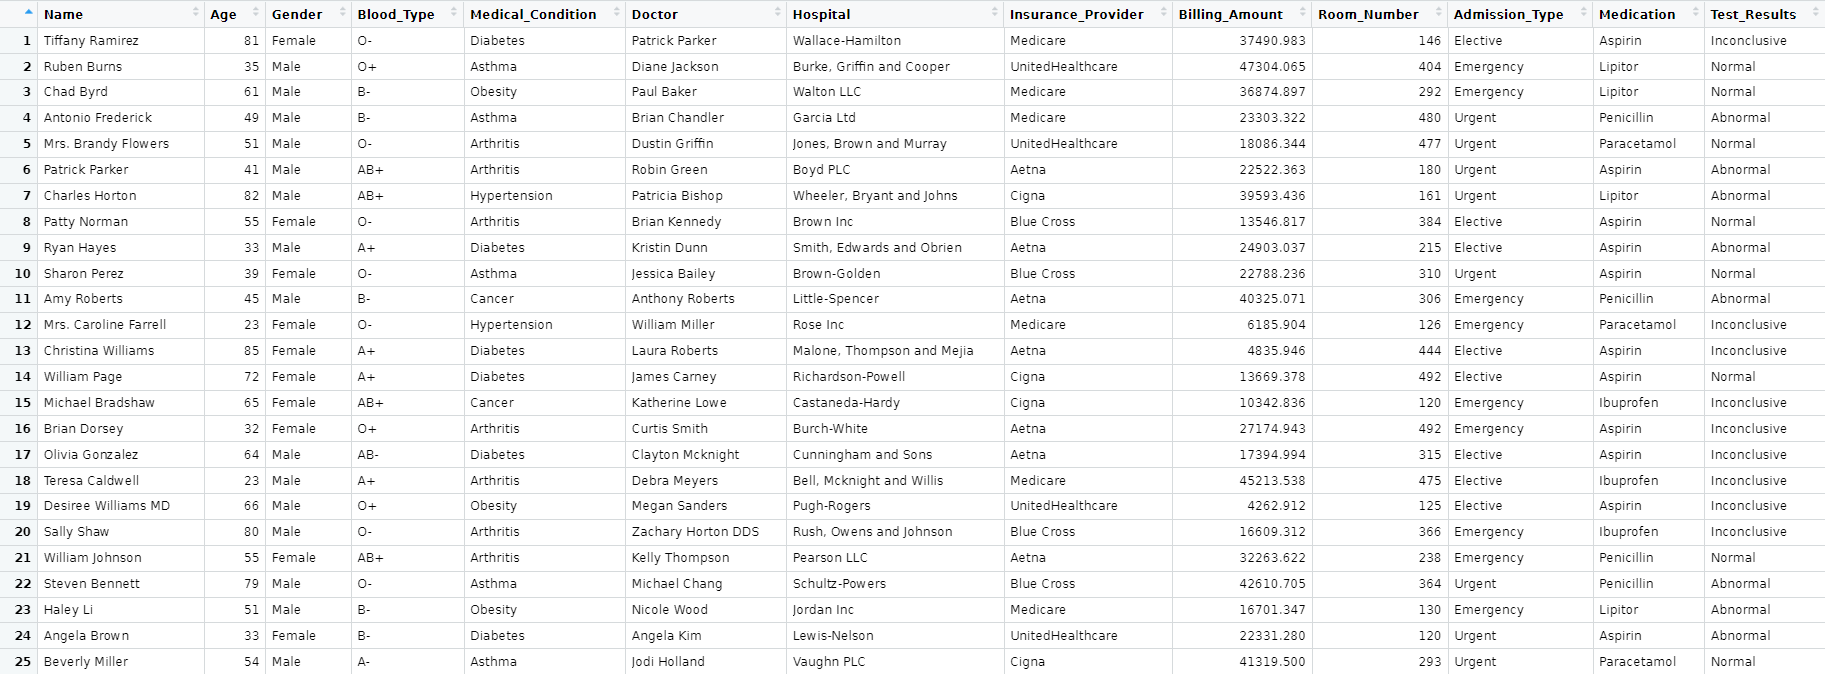 Name Age Gender Blood_Type Medical_Condition Doctor Hospital Insurance_Provider Billing_Amount Room_Number Admission_Type Medication Test_Results
1 Tiffany Ramirez 81 Female O- Diabetes Patrick Parker Wallace-Hamilton Medicare 37490.983 146 Elective Aspirin Inconclusive
2 Ruben Burns 35 Male O+ Asthma Diane Jackson Burke, Griffin and Cooper UnitedHealthcare 47304.065 404 Emergency Lipitor Normal
3 Chad Byrd 61 Male B- Obesity Paul Baker Walton LLC Medicare 36874.897 292 Emergency Lipitor Normal
4 Antonio Frederick 49 Male B- Asthma Brian Chandler Garcia Ltd Medicare 23303.322 480 Urgent Penicillin Abnormal
5 Mrs. Brandy Flowers 51 Male O- Arthritis Dustin Griffin Jones, Brown and Murray UnitedHealthcare 18086.344 477 Urgent Paracetamol Normal
6 Patrick Parker 41 Male AB+ Arthritis Robin Green Boyd PLC Aetna 22522.363 180 Urgent Aspirin Abnormal
7 Charles Horton 82 Male AB+ Hypertension Patricia Bishop Wheeler, Bryant and Johns Cigna 39593.436 161 Urgent Lipitor Abnormal
8 Patty Norman 55 Female O- Arthritis Brian Kennedy Brown Inc Blue Cross 13546.817 384 Elective Aspirin Normal
9 Ryan Hayes 33 Male A+ Diabetes Kristin Dunn Smith, Edwards and Obrien Aetna 24903.037 215 Elective Aspirin Abnormal
10 Sharon Perez 39 Female O- Asthma Jessica Bailey Brown-Golden Blue Cross 22788.236 310 Urgent Aspirin Normal
11 Amy Roberts 45 Male B- Cancer Anthony Roberts Little-Spencer Aetna 40325.071 306 Emergency Penicillin Abnormal
12 Mrs. Caroline Farrell 23 Female O- Hypertension William Miller Rose Inc Medicare 6185.904 126 Emergency Paracetamol Inconclusive
13 Christina Williams 85 Female A+ Diabetes Laura Roberts Malone, Thompson and Mejia Aetna 4835.946 444 Elective Aspirin Inconclusive
14 William Page 72 Female A+ Diabetes James Carney Richardson-Powell Cigna 13669.378 492 Elective Aspirin Normal
15 Michael Bradshaw 65 Female AB+ Cancer Katherine Lowe Castaneda-Hardy Cigna 10342.836 120 Emergency Ibuprofen Inconclusive
16 Brian Dorsey 32 Female O+ Arthritis Curtis Smith Burch-White Aetna 27174.943 492 Emergency Aspirin Inconclusive
17 Olivia Gonzalez 64 Male AB- Diabetes Clayton Mcknight Cunningham and Sons Aetna 17394.994 315 Elective Aspirin Inconclusive
18 Teresa Caldwell 23 Male A+ Arthritis Debra Meyers Bell, Mcknight and Willis Medicare 45213.538 475 Elective Ibuprofen Inconclusive
19 Desiree Williams MD 66 Male O+ Obesity Megan Sanders Pugh-Rogers UnitedHealthcare 4262.912 125 Elective Aspirin Inconclusive
20 Sally Shaw 80 Male O- Arthritis Zachary Horton DDS Rush, Owens and Johnson Blue Cross 16609.312 366 Emergency Ibuprofen Inconclusive
21 William Johnson 55 Female AB+ Arthritis Kelly Thompson Pearson LLC Aetna 32263.622 238 Emergency Penicillin Normal
22 Steven Bennett 79 Male O- Asthma Michael Chang Schultz-Powers Blue Cross 42610.705 364 Urgent Penicillin Abnormal
23 Haley Li 51 Male B- Obesity Nicole Wood Jordan Inc Medicare 16701.347 130 Emergency Lipitor Abnormal
24 Angela Brown 33 Female B- Diabetes Angela Kim Lewis-Nelson UnitedHealthcare 22331.280 120 Urgent Aspirin Abnormal
25 Beverly Miller 54 Male A- Asthma Jodi Holland Vaughn PLC Cigna 41319.500 293 Urgent Paracetamol Normal